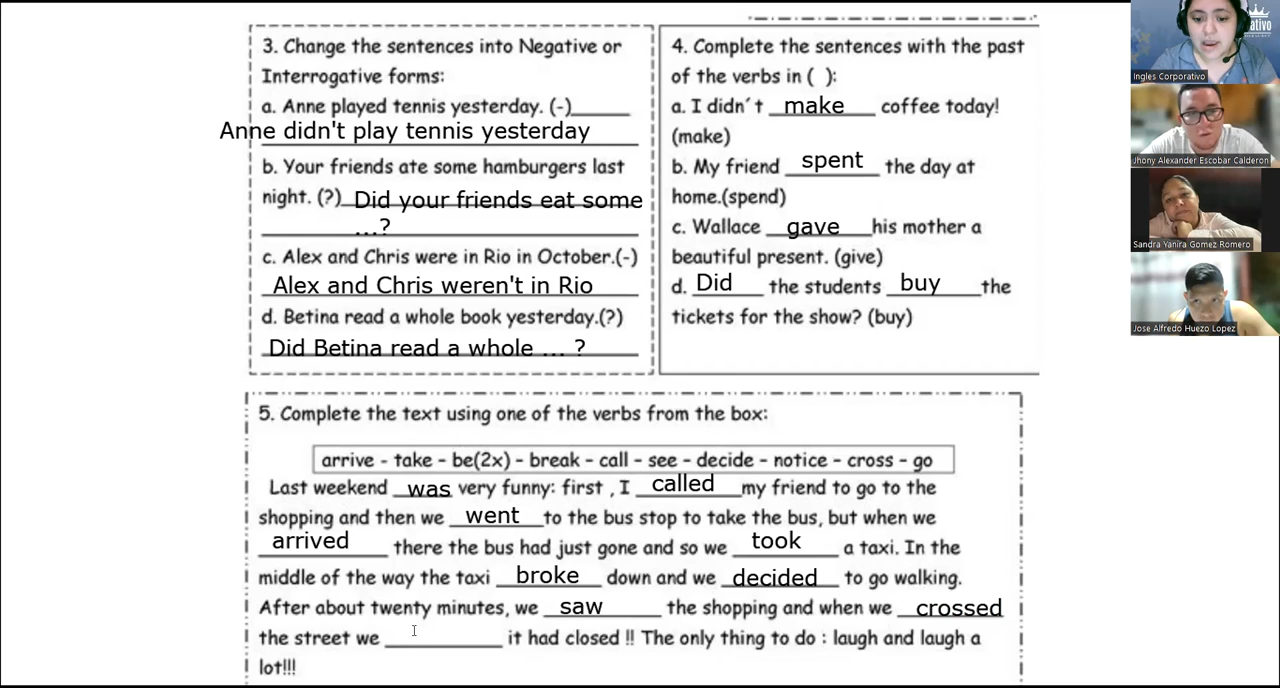 3. Change the sentences into Negative or
Interrogative forms:
a. Anne played tennis yesterday. (-)______
Anne didn't play tennis yesterday
b. Your friends ate some hamburgers last
night. (?) Did your friends eat some
...?
c. Alex and Chris were in Rio in October.(-)
Alex and Chris weren't in Rio
d. Betina read a whole book yesterday.(?)
Did Betina read a whole ... ?
4. Complete the sentences with the past
of the verbs in ( ):
a. I didn´t make coffee today!
(make)
b. My friend spent the day at
home.(spend)
c. Wallace gave his mother a
beautiful present. (give)
d. Did the students buy the
tickets for the show? (buy)
5. Complete the text using one of the verbs from the box:
arrive - take - be(2x) - break - call - see - decide - notice - cross - go
Last weekend was very funny: first , I called my friend to go to the
shopping and then we went to the bus stop to take the bus, but when we
arrived there the bus had just gone and so we took a taxi. In the
middle of the way the taxi broke down and we decided to go walking.
After about twenty minutes, we saw the shopping and when we crossed
the street we __________ it had closed !! The only thing to do : laugh and laugh a
lot!!!
ativo
Ingles Corporativo
Jhony Alexander Escobar Calderon
Sandra Yanira Gomez Romero
Jose Alfredo Huezo Lopez